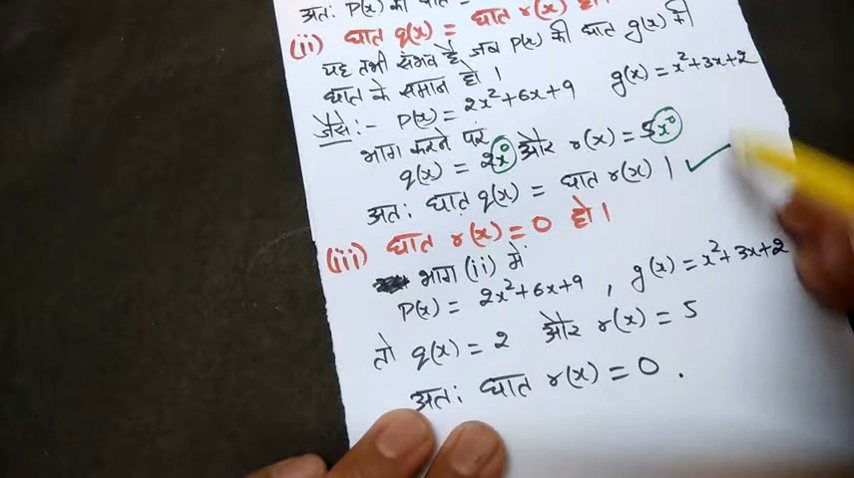 अतः P(x) की घात =
(ii) घात q(x) = घात r(x) हो।
यह तभी संभव है जब P(x) की घात g(x) की
घात के समान हो।
जैसे:- P(x) = 2x²+6x+9 g(x) = x²+3x+2
भाग करने पर
q(x) = 2x⁰ और r(x) = 5x⁰
अतः घात q(x) = घात r(x) । ✓
(iii) घात r(x) = 0 हो।
भाग (ii) में
P(x) = 2x²+6x+9 , g(x) = x²+3x+2
तो q(x) = 2 और r(x) = 5
अतः घात r(x) = 0 .